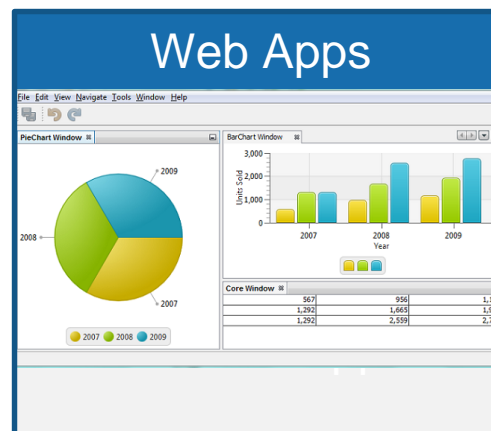 Web Apps
File Edit View Navigate Tools Window Help
PieChart Window
2009
2008
2007
2007 2008 2009
BarChart Window
3,000
2,000
1,000
0
Units Sold
2007 2008 2009
Year
Core Window
567 956
1,292 1,665
1,292 2,559